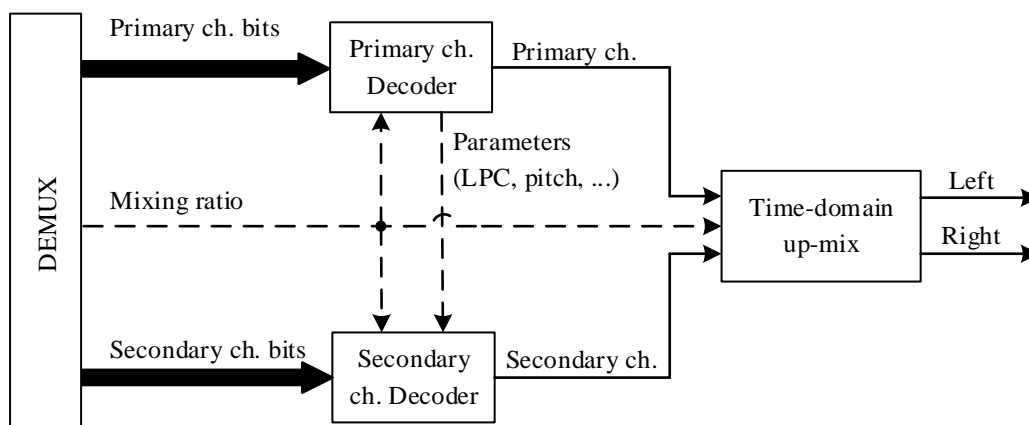 Primary ch. bits
Primary ch.
Decoder
Primary ch.
Parameters
(LPC, pitch, ...)
DEMUX
Mixing ratio
Time-domain
up-mix
Left
Right
Secondary ch. bits
Secondary
ch. Decoder
Secondary ch.